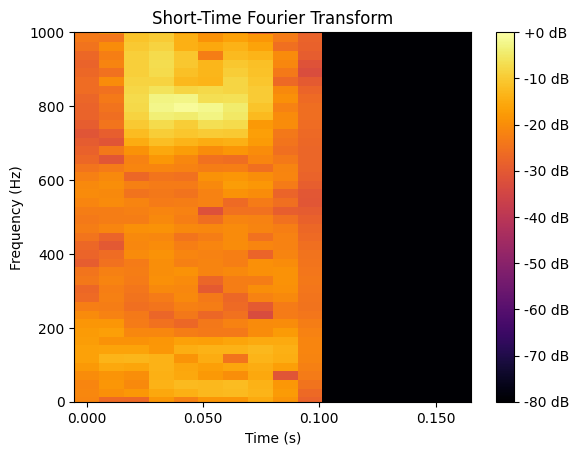 Short-Time Fourier Transform
1000
800
600
400
200
0
Frequency (Hz)
0.000
0.050
0.100
0.150
Time (s)
+0 dB
-10 dB
-20 dB
-30 dB
-40 dB
-50 dB
-60 dB
-70 dB
-80 dB